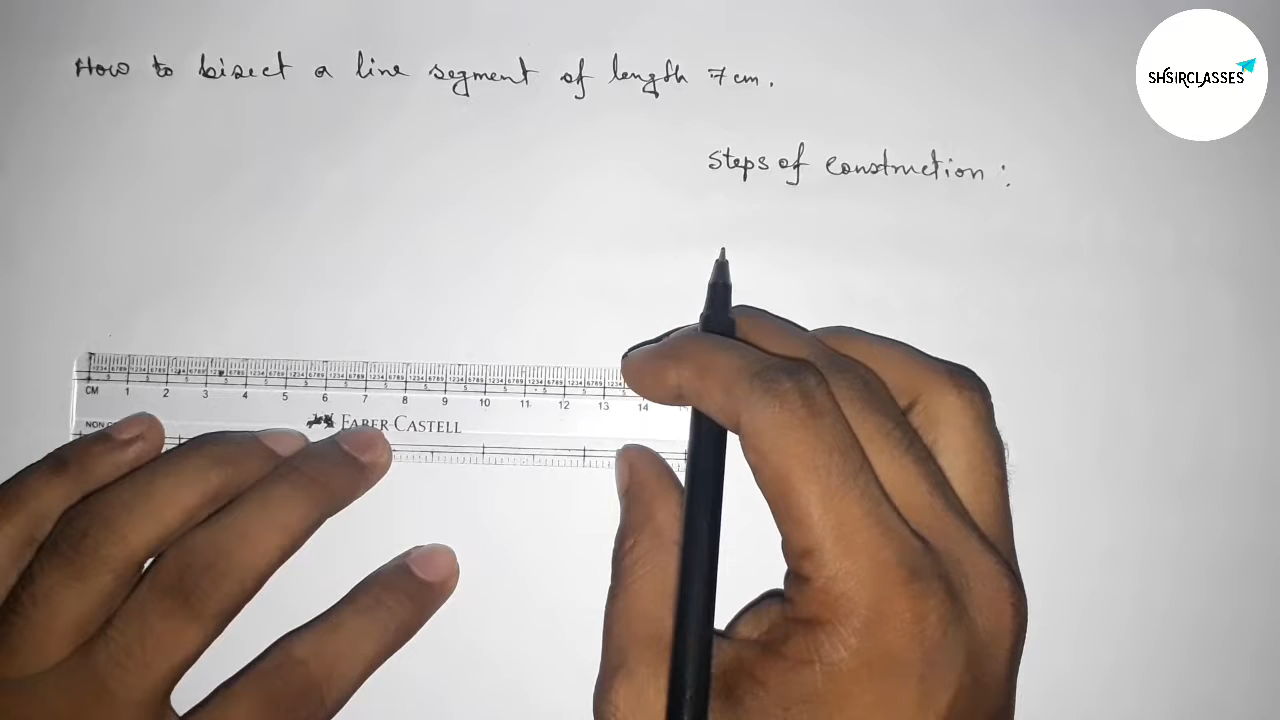 How to bisect a line segment of length 7 cm.
SHSIRCLASSES
Steps of construction :
CM 1 2 3 4 5 6 7 8 9 10 11 12 13 14
FABER-CASTELL